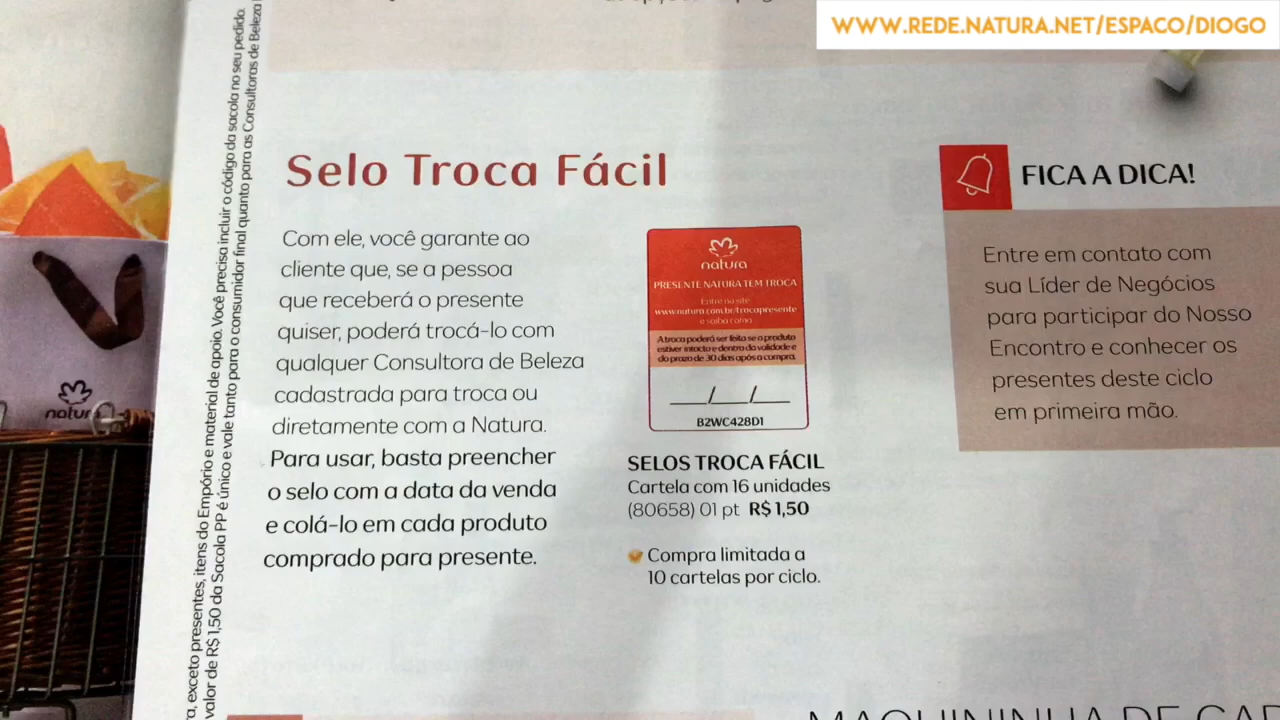 WWW.REDE.NATURA.NET/ESPACO/DIOGO
ra, exceto presentes, itens do Empório e material de apoio. Você precisa incluir o código da sacola no seu pedido.
valor de R$ 1,50 da Sacola PP é único e vale tanto para o consumidor final quanto para as Consultoras de Beleza
natura
Selo Troca Fácil
Com ele, você garante ao
cliente que, se a pessoa
que receberá o presente
quiser, poderá trocá-lo com
qualquer Consultora de Beleza
cadastrada para troca ou
diretamente com a Natura.
Para usar, basta preencher
o selo com a data da venda
e colá-lo em cada produto
comprado para presente.
natura
PRESENTE NATURA TEM TROCA
Entre no site
www.natura.com.br/trocapresente
e saiba como
A troca poderá ser feita se o produto
estiver intacto e dentro da validade e
do prazo de 30 dias após a compra.
__/__/__
B2WC428D1
SELOS TROCA FÁCIL
Cartela com 16 unidades
(80658) 01 pt R$ 1,50
Compra limitada a
10 cartelas por ciclo.
FICA A DICA!
Entre em contato com
sua Líder de Negócios
para participar do Nosso
Encontro e conhecer os
presentes deste ciclo
em primeira mão.
MAQUININHA DE CAR